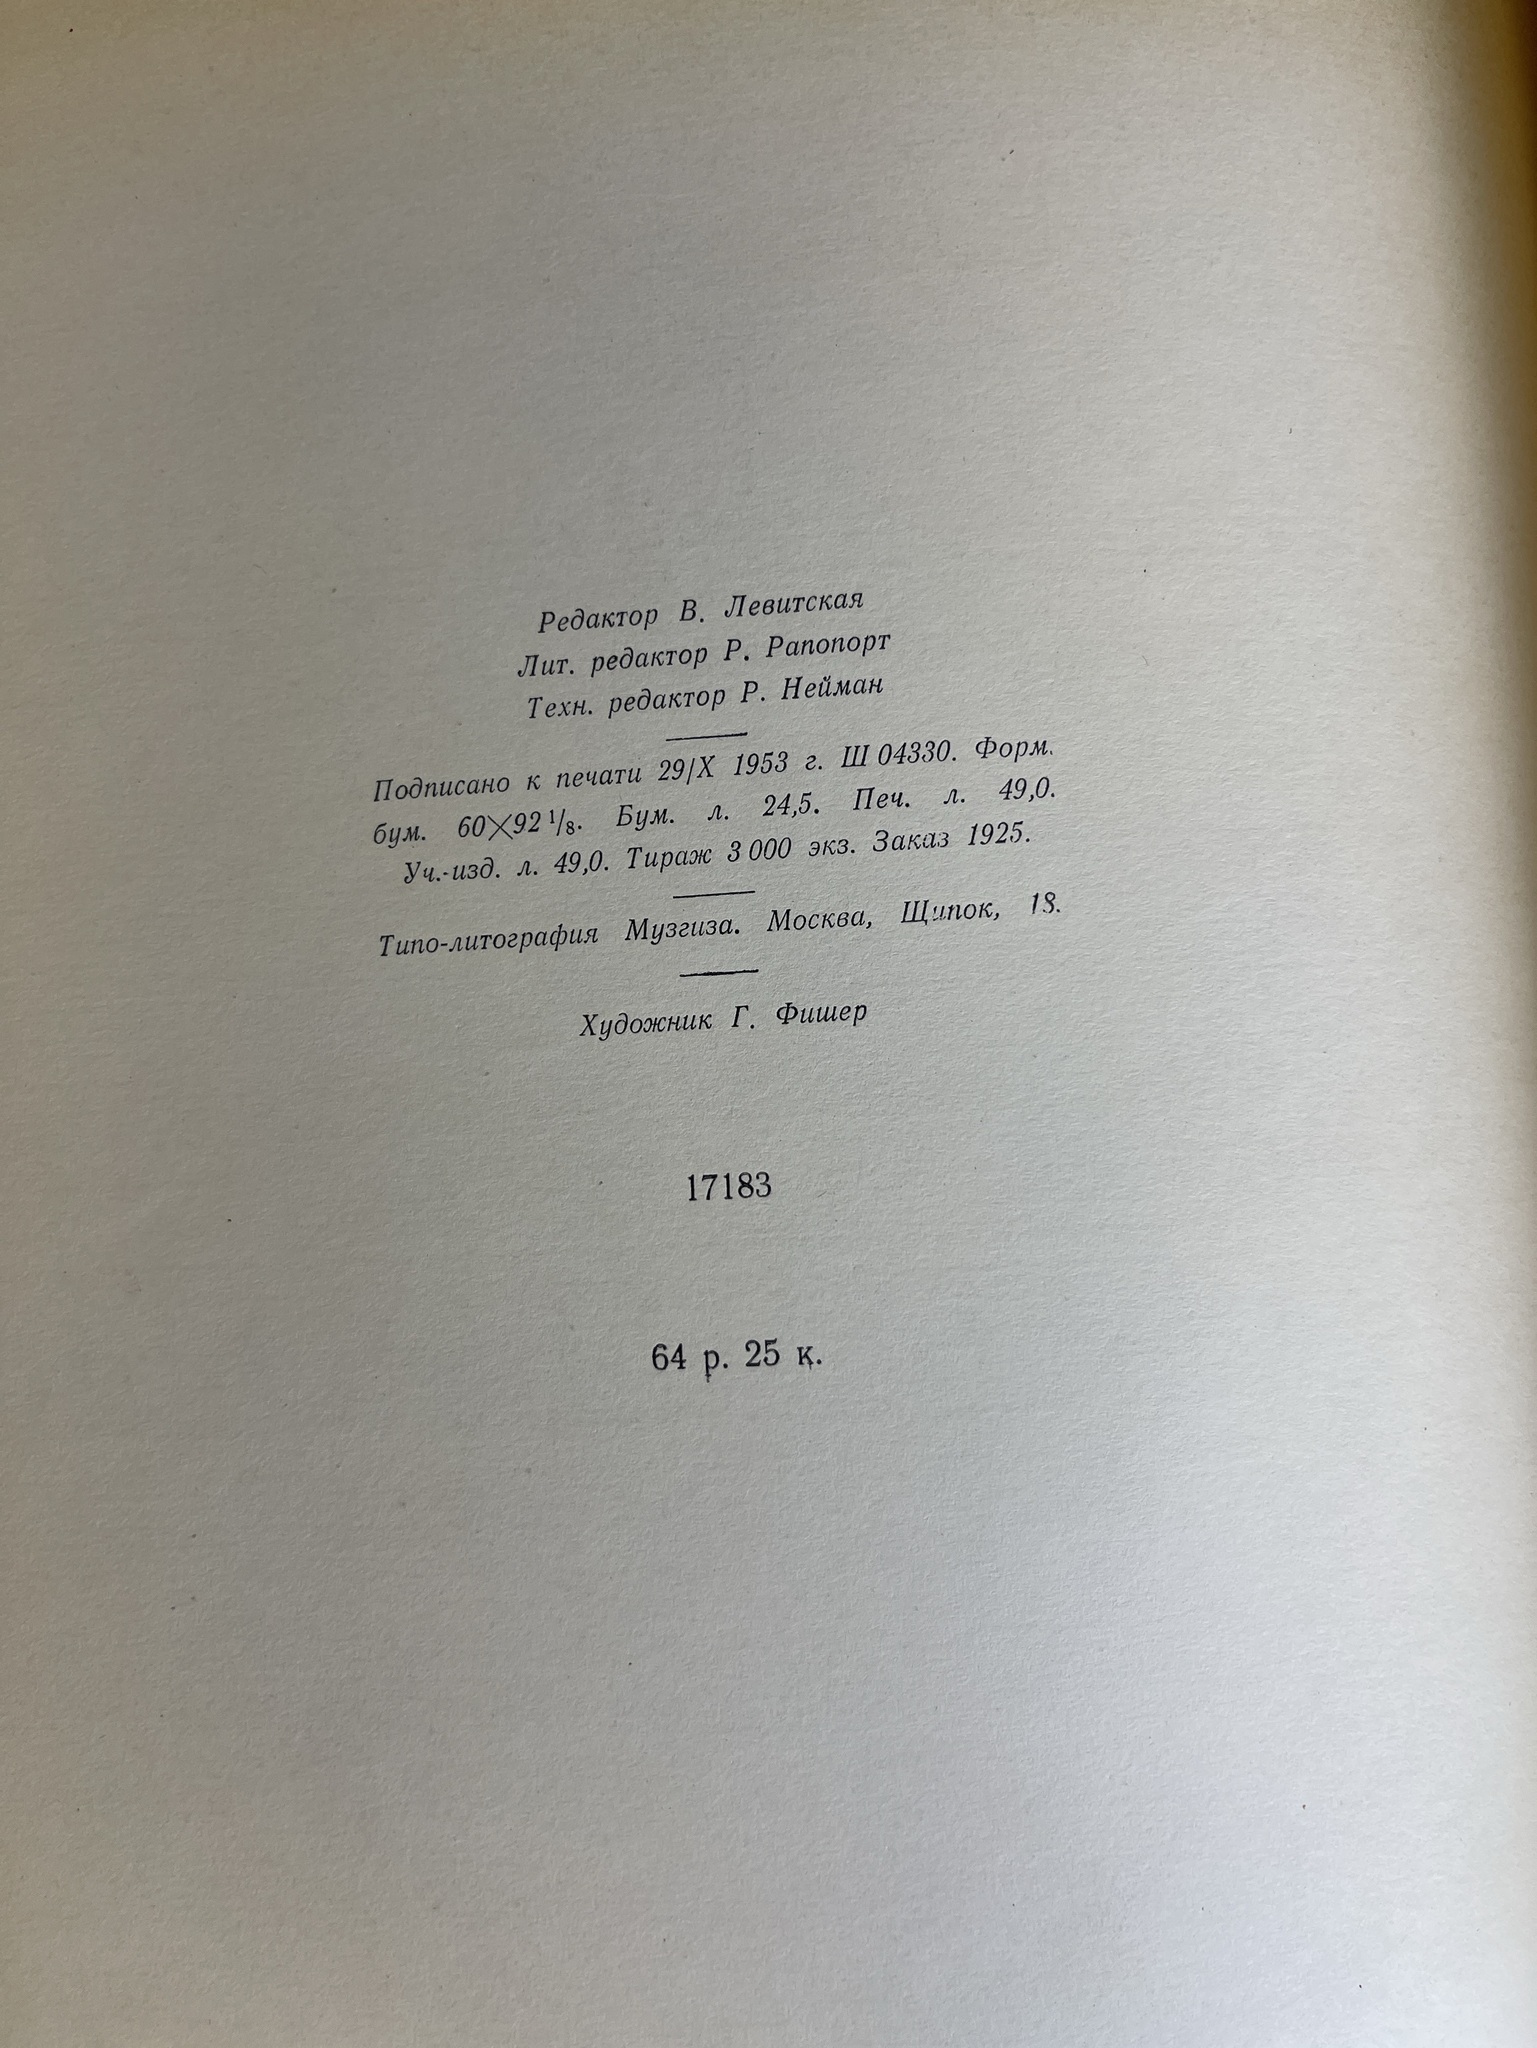 Редактор В. Левитская
Лит. редактор Р. Рапопорт
Техн. редактор Р. Нейман
Подписано к печати 29/X 1953 г. Ш 04330. Форм.
бум. 60×92 1/8. Бум. л. 24,5. Печ. л. 49,0.
Уч.-изд. л. 49,0. Тираж 3 000 экз. Заказ 1925.
Типо-литография Музгиза. Москва, Щипок, 18.
Художник Г. Фишер
17183
64 р. 25 к.